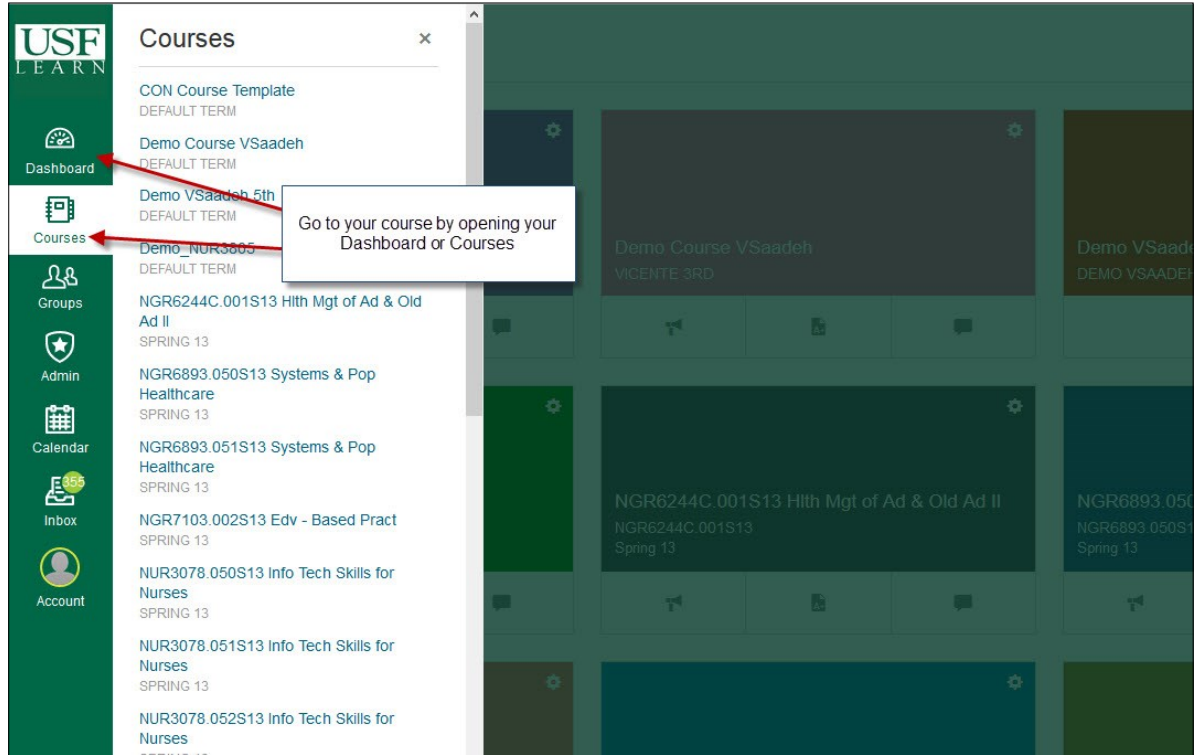 USF
LEARN
Dashboard
Courses
Groups
Admin
Calendar
355
Inbox
Account
Courses
×
CON Course Template
DEFAULT TERM
Demo Course VSaadeh
DEFAULT TERM
Demo VSaadeh 5th
DEFAULT TERM
Demo_NUR3805
DEFAULT TERM
NGR6244C.001S13 Hlth Mgt of Ad & Old
Ad II
SPRING 13
NGR6893.050S13 Systems & Pop
Healthcare
SPRING 13
NGR6893.051S13 Systems & Pop
Healthcare
SPRING 13
NGR7103.002S13 Edv - Based Pract
SPRING 13
NUR3078.050S13 Info Tech Skills for
Nurses
SPRING 13
NUR3078.051S13 Info Tech Skills for
Nurses
SPRING 13
NUR3078.052S13 Info Tech Skills for
Nurses
Go to your course by opening your
Dashboard or Courses
Demo Course VSaadeh
VICENTE 3RD
Demo VSaade
DEMO VSAADEH
NGR6244C.001S13 Hlth Mgt of Ad & Old Ad II
NGR6244C.001S13
Spring 13
NGR6893.050
NGR6893.050S1
Spring 13